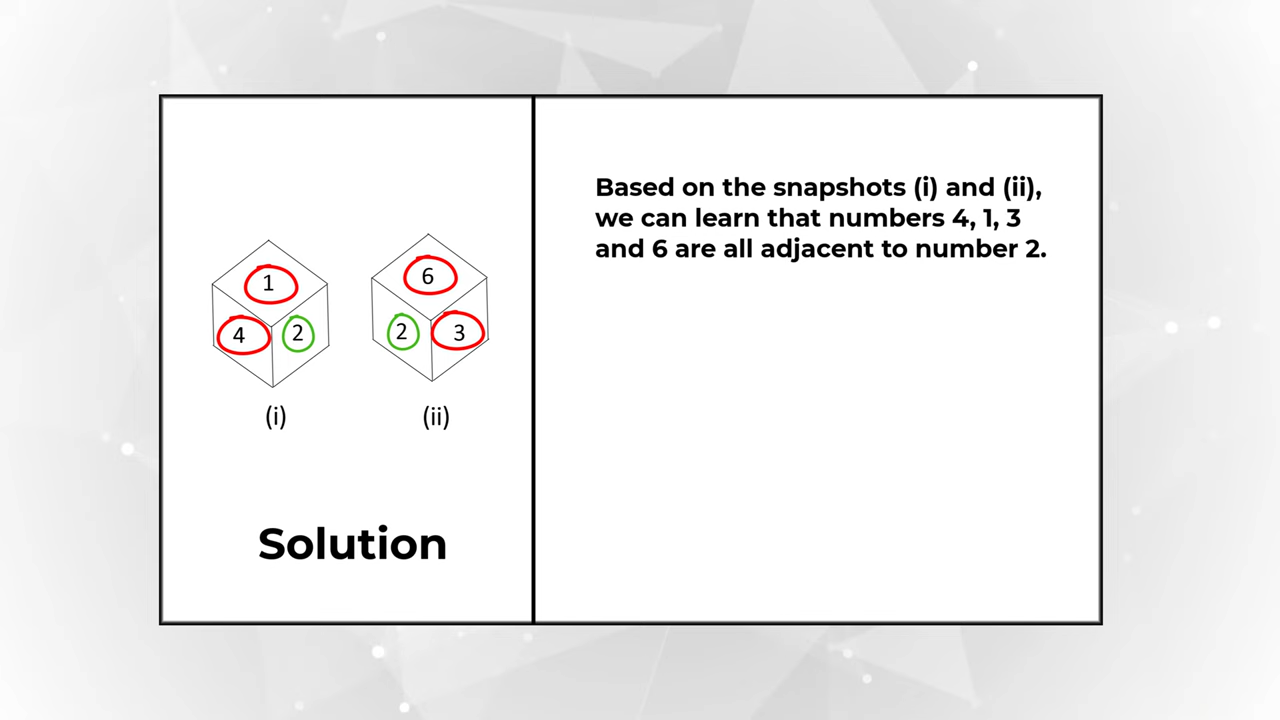 Based on the snapshots (i) and (ii),
we can learn that numbers 4, 1, 3
and 6 are all adjacent to number 2.
1
4
2
(i)
6
2
3
(ii)
Solution